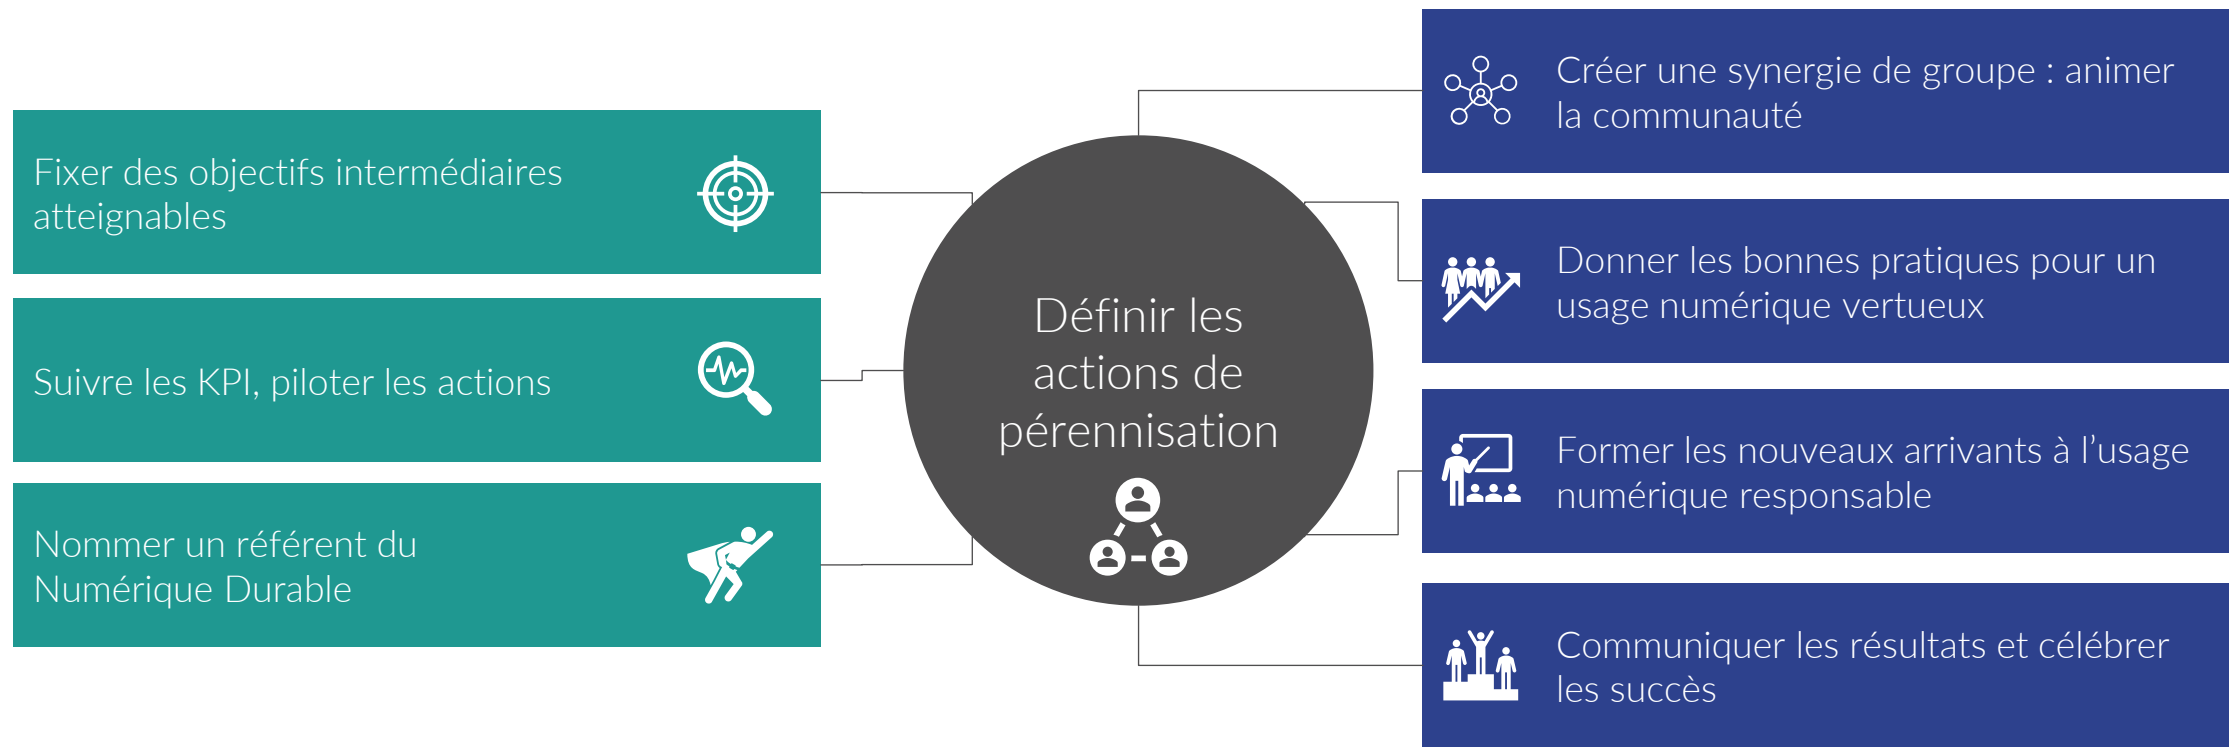 Fixer des objectifs intermédiaires
atteignables
Suivre les KPI, piloter les actions
Nommer un référent du
Numérique Durable
Définir les
actions de
pérennisation
Créer une synergie de groupe : animer
la communauté
Donner les bonnes pratiques pour un
usage numérique vertueux
Former les nouveaux arrivants à l’usage
numérique responsable
Communiquer les résultats et célébrer
les succès